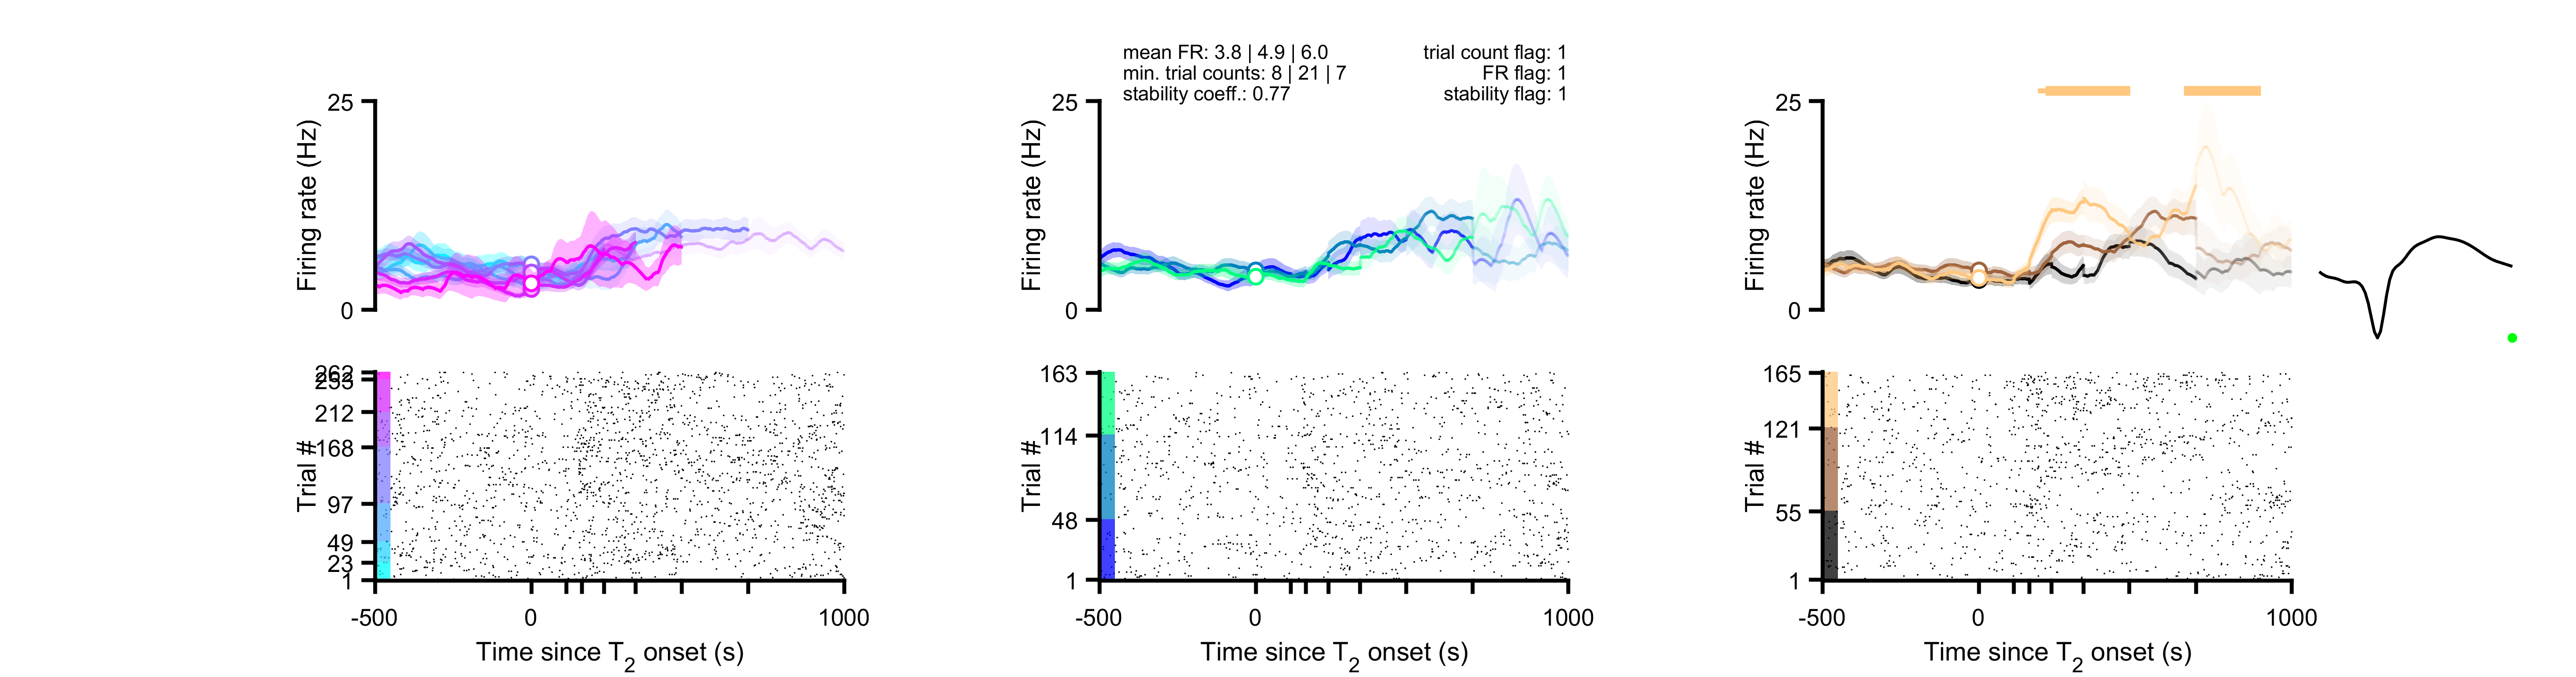 mean FR: 3.8 | 4.9 | 6.0
min. trial counts: 8 | 21 | 7
stability coeff.: 0.77
trial count flag: 1
FR flag: 1
stability flag: 1
25
Firing rate (Hz)
0
25
Firing rate (Hz)
0
25
Firing rate (Hz)
0
262
253
212
168
97
49
23
1
Trial #
-500
0
1000
Time since T2 onset (s)
163
114
48
1
Trial #
-500
0
1000
Time since T2 onset (s)
165
121
55
1
Trial #
-500
0
1000
Time since T2 onset (s)